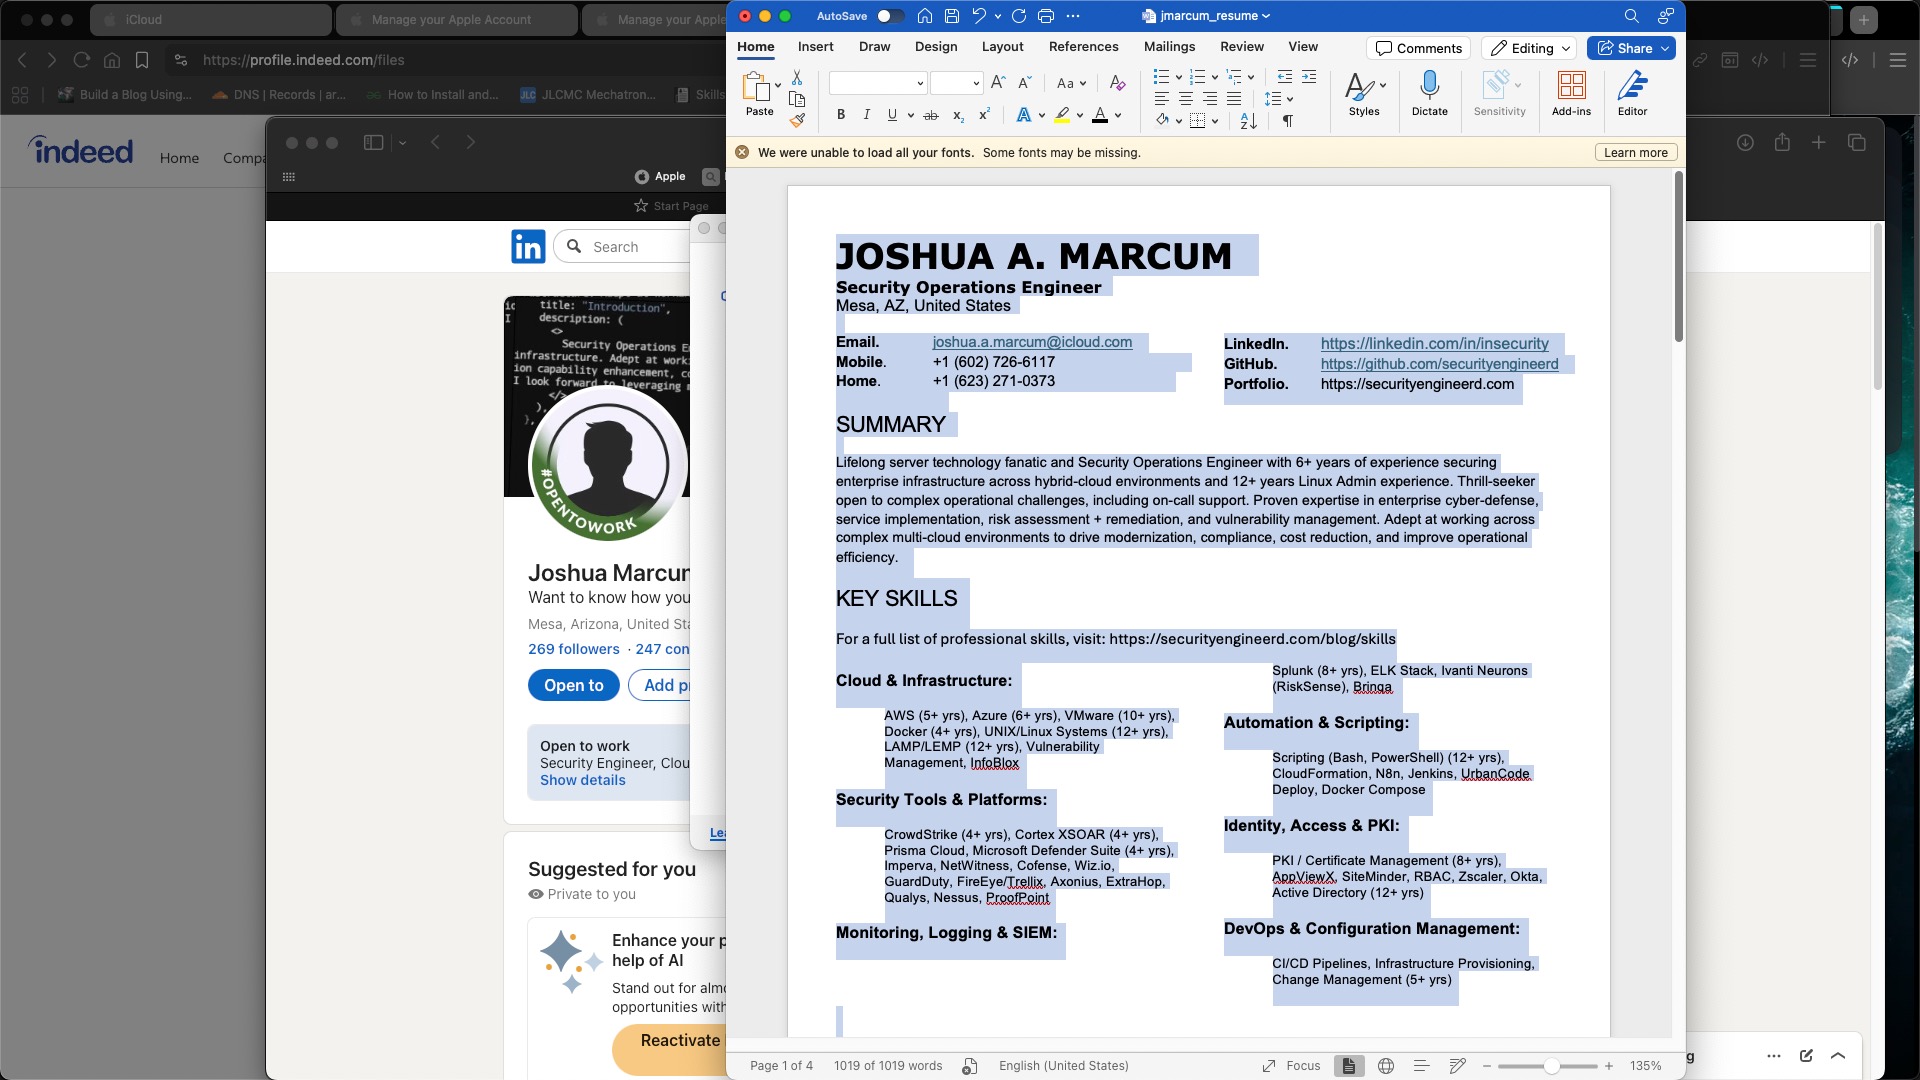 iCloud
Manage your Apple Account
Manage your Apple
https://profile.indeed.com/files
Build a Blog Using...
DNS | Records | ar...
How to Install and...
JLC
JLCMC Mechatron...
Skills
indeed
Home
Compa
Apple
Start Page
Search
title: "Introduction",
description: (
<>
Security Operations En
infrastructure. Adept at worki
ion capability enhancement, co
I look forward to leveraging m
#OPENTOWORK
Joshua Marcum
Want to know how you
Mesa, Arizona, United Sta
269 followers · 247 con
Open to
Add pr
Open to work
Security Engineer, Clou
Show details
Suggested for you
Private to you
Enhance your p
help of AI
Stand out for almo
opportunities with
Reactivate
Lea
AutoSave
jmarcum_resume
Home
Insert
Draw
Design
Layout
References
Mailings
Review
View
Comments
Editing
Share
Paste
Aa
B I U ab x₂ x²
Styles
Dictate
Sensitivity
Add-ins
Editor
We were unable to load all your fonts. Some fonts may be missing.
Learn more
JOSHUA A. MARCUM
Security Operations Engineer
Mesa, AZ, United States
Email. joshua.a.marcum@icloud.com
Mobile. +1 (602) 726-6117
Home. +1 (623) 271-0373
LinkedIn. https://linkedin.com/in/insecurity
GitHub. https://github.com/securityengineerd
Portfolio. https://securityengineerd.com
SUMMARY
Lifelong server technology fanatic and Security Operations Engineer with 6+ years of experience securing
enterprise infrastructure across hybrid-cloud environments and 12+ years Linux Admin experience. Thrill-seeker
open to complex operational challenges, including on-call support. Proven expertise in enterprise cyber-defense,
service implementation, risk assessment + remediation, and vulnerability management. Adept at working across
complex multi-cloud environments to drive modernization, compliance, cost reduction, and improve operational
efficiency.
KEY SKILLS
For a full list of professional skills, visit: https://securityengineerd.com/blog/skills
Cloud & Infrastructure:
AWS (5+ yrs), Azure (6+ yrs), VMware (10+ yrs),
Docker (4+ yrs), UNIX/Linux Systems (12+ yrs),
LAMP/LEMP (12+ yrs), Vulnerability
Management, InfoBlox
Security Tools & Platforms:
CrowdStrike (4+ yrs), Cortex XSOAR (4+ yrs),
Prisma Cloud, Microsoft Defender Suite (4+ yrs),
Imperva, NetWitness, Cofense, Wiz.io,
GuardDuty, FireEye/Trellix, Axonius, ExtraHop,
Qualys, Nessus, ProofPoint
Monitoring, Logging & SIEM:
Splunk (8+ yrs), ELK Stack, Ivanti Neurons
(RiskSense), Bringa
Automation & Scripting:
Scripting (Bash, PowerShell) (12+ yrs),
CloudFormation, N8n, Jenkins, UrbanCode
Deploy, Docker Compose
Identity, Access & PKI:
PKI / Certificate Management (8+ yrs),
AppViewX, SiteMinder, RBAC, Zscaler, Okta,
Active Directory (12+ yrs)
DevOps & Configuration Management:
CI/CD Pipelines, Infrastructure Provisioning,
Change Management (5+ yrs)
Page 1 of 4
1019 of 1019 words
English (United States)
Focus
135%
g